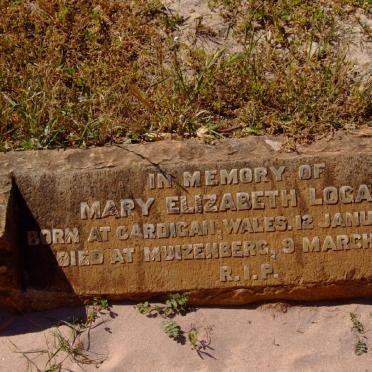 IN MEMORY OF
MARY ELIZABETH LOGA
BORN AT CARDIGAN, WALES. 12 JANU
DIED AT MUIZENBERG, 9 MARCH
R.I.P.